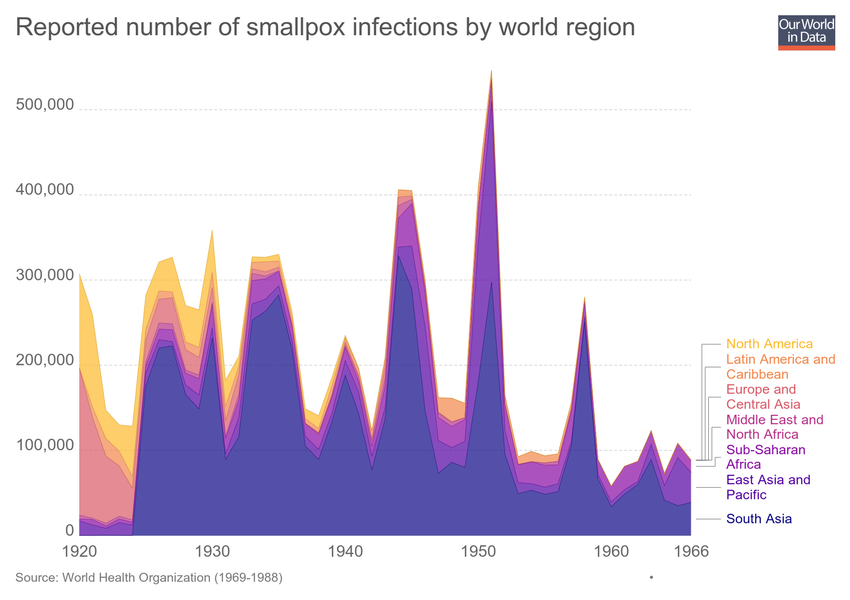 Reported number of smallpox infections by world region
Our World
in Data
500,000
400,000
300,000
200,000
100,000
0
1920
1930
1940
1950
1960
1966
North America
Latin America and
Caribbean
Europe and
Central Asia
Middle East and
North Africa
Sub-Saharan
Africa
East Asia and
Pacific
South Asia
Source: World Health Organization (1969-1988)